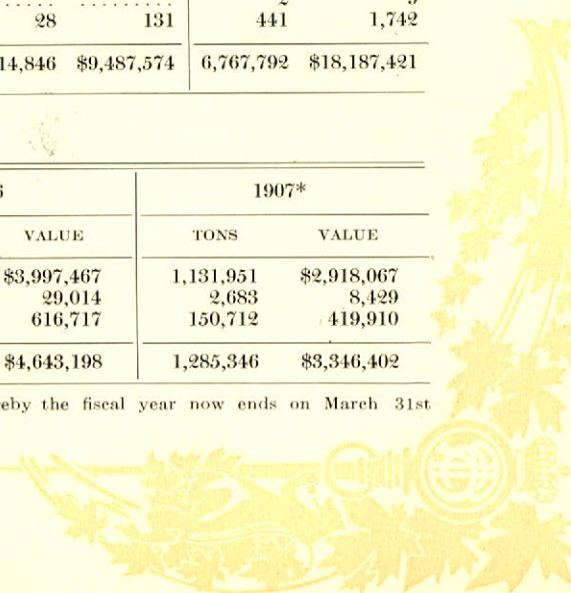 28 131 441 1,742
14,846 $9,487,574 6,767,792 $18,187,421
1907*
VALUE TONS VALUE
$3,997,467 1,131,951 $2,918,067
29,014 2,683 8,429
616,717 150,712 419,910
$4,643,198 1,285,346 $3,346,402
eby the fiscal year now ends on March 31st